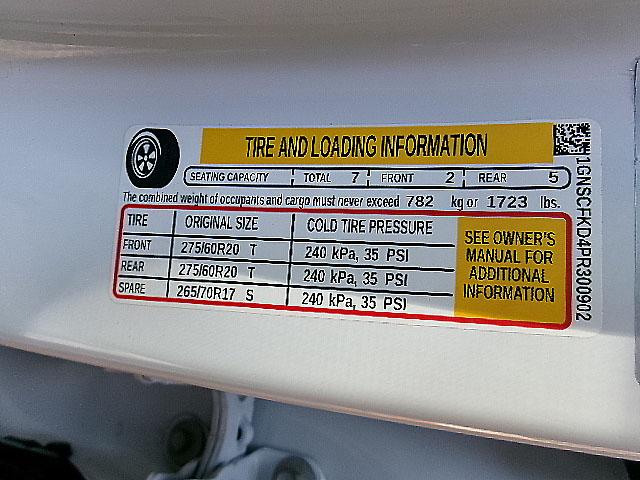 TIRE AND LOADING INFORMATION
SEATING CAPACITY TOTAL 7 FRONT 2 REAR 5
The combined weight of occupants and cargo must never exceed 782 kg or 1723 lbs.
TIRE ORIGINAL SIZE COLD TIRE PRESSURE
FRONT 275/60R20 T 240 kPa, 35 PSI
REAR 275/60R20 T 240 kPa, 35 PSI
SPARE 265/70R17 S 240 kPa, 35 PSI
SEE OWNER'S
MANUAL FOR
ADDITIONAL
INFORMATION
1GNSCFKD4PR300902